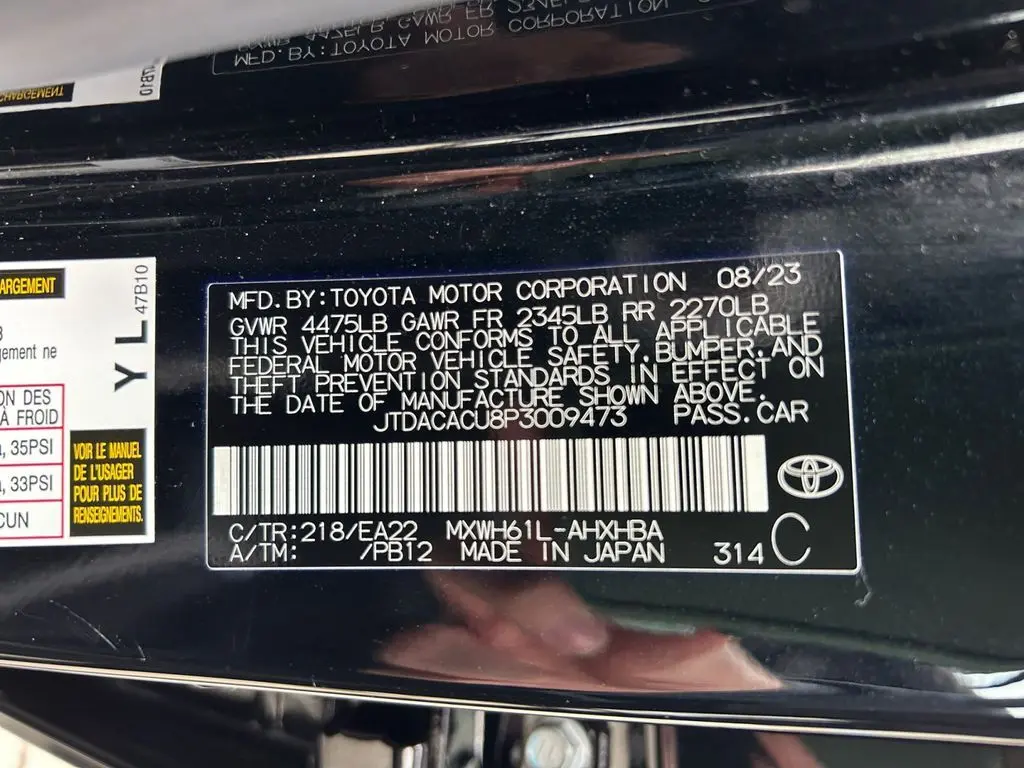 MFD. BY: TOYOTA MOTOR CORPORATION
CHARGEMENT
47B10
MFD.BY:TOYOTA MOTOR CORPORATION 08/23
GVWR 4475LB GAWR FR 2345LB RR 2270LB
THIS VEHICLE CONFORMS TO ALL APPLICABLE
FEDERAL MOTOR VEHICLE SAFETY,BUMPER,AND
THEFT PREVENTION STANDARDS IN EFFECT ON
THE DATE OF MANUFACTURE SHOWN ABOVE.
JTDACACU8P3009473 PASS.CAR
C/TR:218/EA22 MXWH61L-AHXHBA
A/TM: /PB12 MADE IN JAPAN 314 C
ARGEMENT
gement ne
ON DES
À FROID
, 35PSI
, 33PSI
CUN
YL 47B10
VOIR LE MANUEL
DE L'USAGER
POUR PLUS DE
RENSEIGNEMENTS.